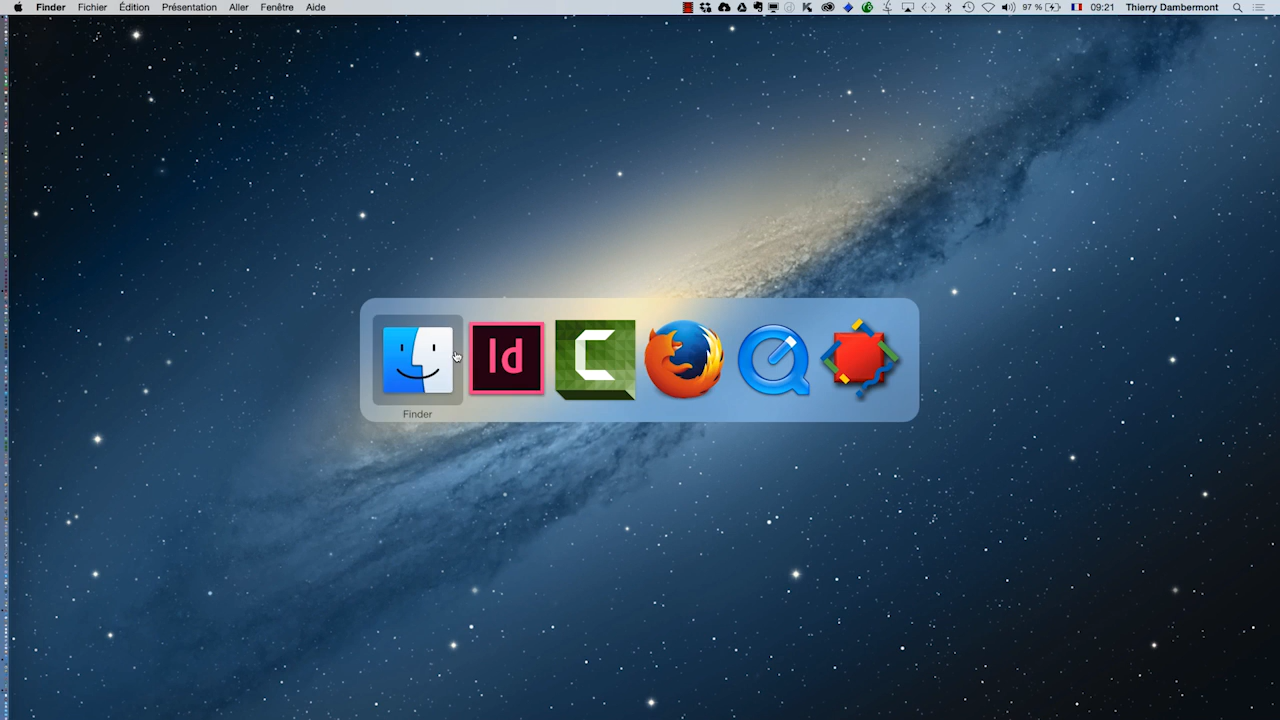 Finder Fichier Édition Présentation Aller Fenêtre Aide 97 % 09:21 Thierry Dambermont
Id
Finder